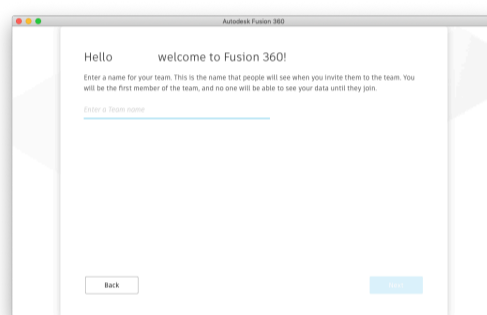 Autodesk Fusion 360
Hello welcome to Fusion 360!
Enter a name for your team. This is the name that people will see when you invite them to the team. You
will be the first member of the team, and no one will be able to see your data until they join.
Enter a Team name
Back
Next